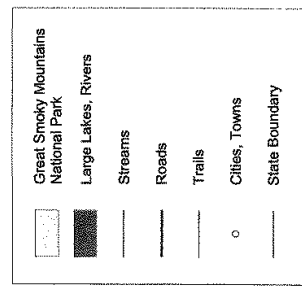 Great Smoky Mountains
National Park
Large Lakes, Rivers
Streams
Roads
Trails
Cities, Towns
State Boundary